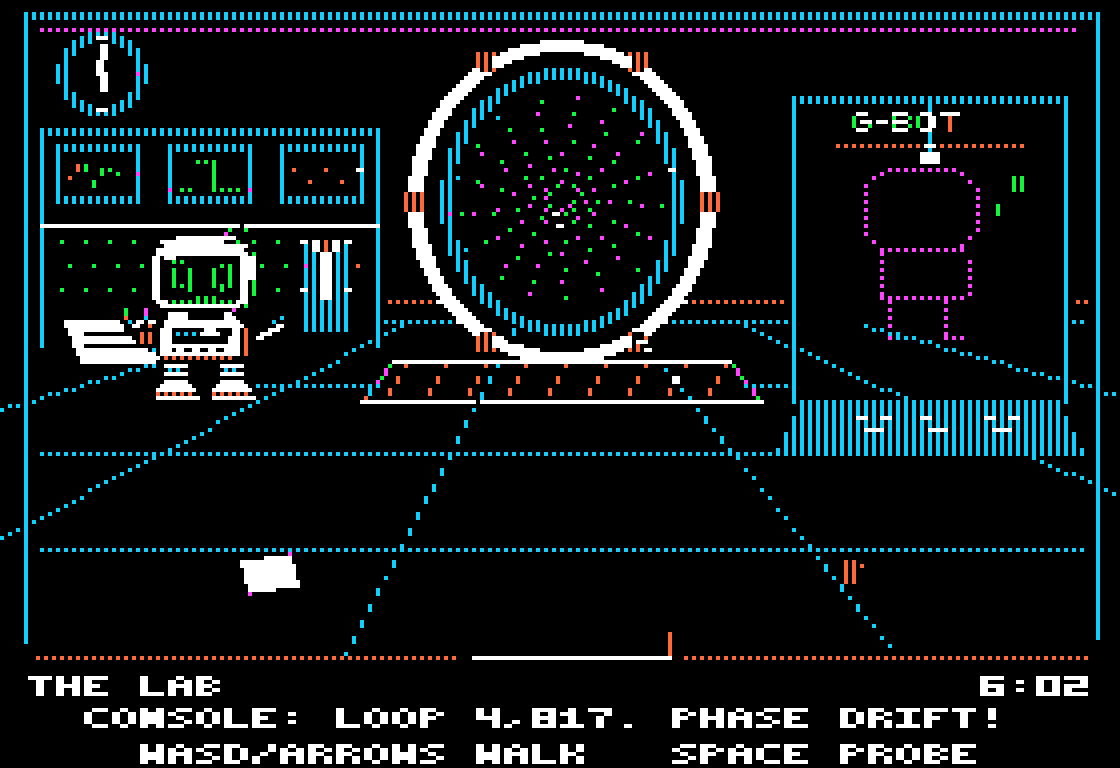 G-BOT
THE LAB 6:02
CONSOLE: LOOP 4,817. PHASE DRIFT!
WASD/ARROWS WALK SPACE PROBE